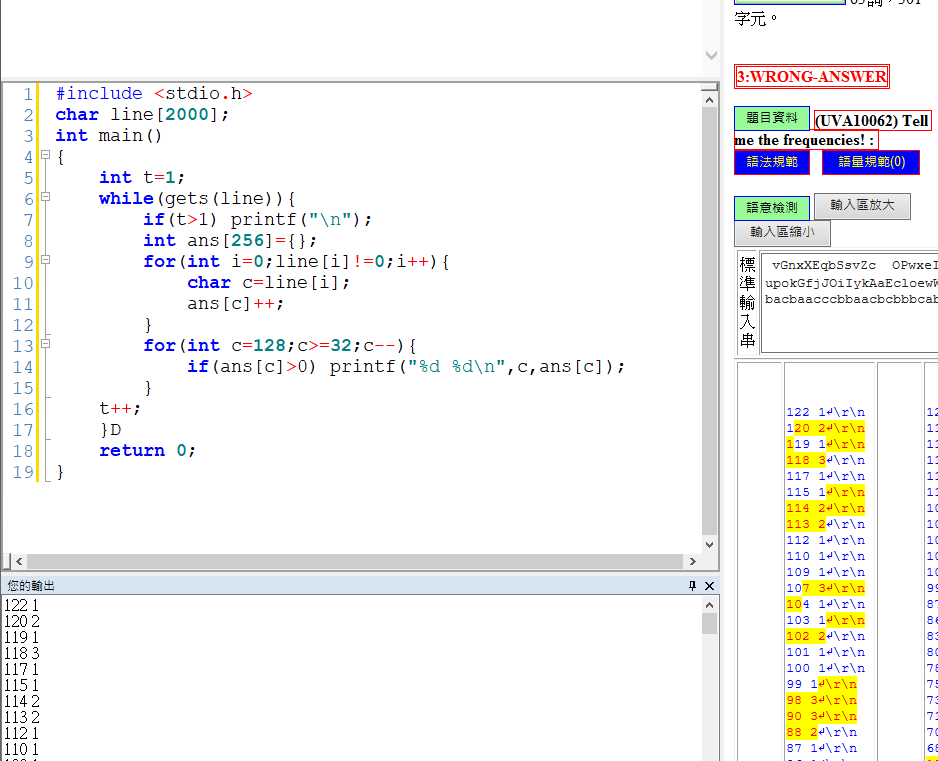 1 #include <stdio.h>
2 char line[2000];
3 int main()
4 {
5 int t=1;
6 while(gets(line)){
7 if(t>1) printf("\n");
8 int ans[256]={};
9 for(int i=0;line[i]!=0;i++){
10 char c=line[i];
11 ans[c]++;
12 }
13 for(int c=128;c>=32;c--){
14 if(ans[c]>0) printf("%d %d\n",c,ans[c]);
15 }
16 t++;
17 }D
18 return 0;
19 }
您的輸出
122 1
120 2
119 1
118 3
117 1
115 1
114 2
113 2
112 1
110 1
字元。
3:WRONG-ANSWER
題目資料 (UVA10062) Tell
me the frequencies! :
語法規範 語量規範(0)
語意檢測 輸入區放大
輸入區縮小
標準輸入串
vGnxXEqbSsvZc OPwxeI
upokGfjJOiIykAaEcloewW
bacbaacccbbaacbcbbbcab
122 1↲\r\n
120 2↲\r\n
119 1↲\r\n
118 3↲\r\n
117 1↲\r\n
115 1↲\r\n
114 2↲\r\n
113 2↲\r\n
112 1↲\r\n
110 1↲\r\n
109 1↲\r\n
107 3↲\r\n
104 1↲\r\n
103 1↲\r\n
102 2↲\r\n
101 1↲\r\n
100 1↲\r\n
99 1↲\r\n
98 3↲\r\n
90 3↲\r\n
88 2↲\r\n
87 1↲\r\n